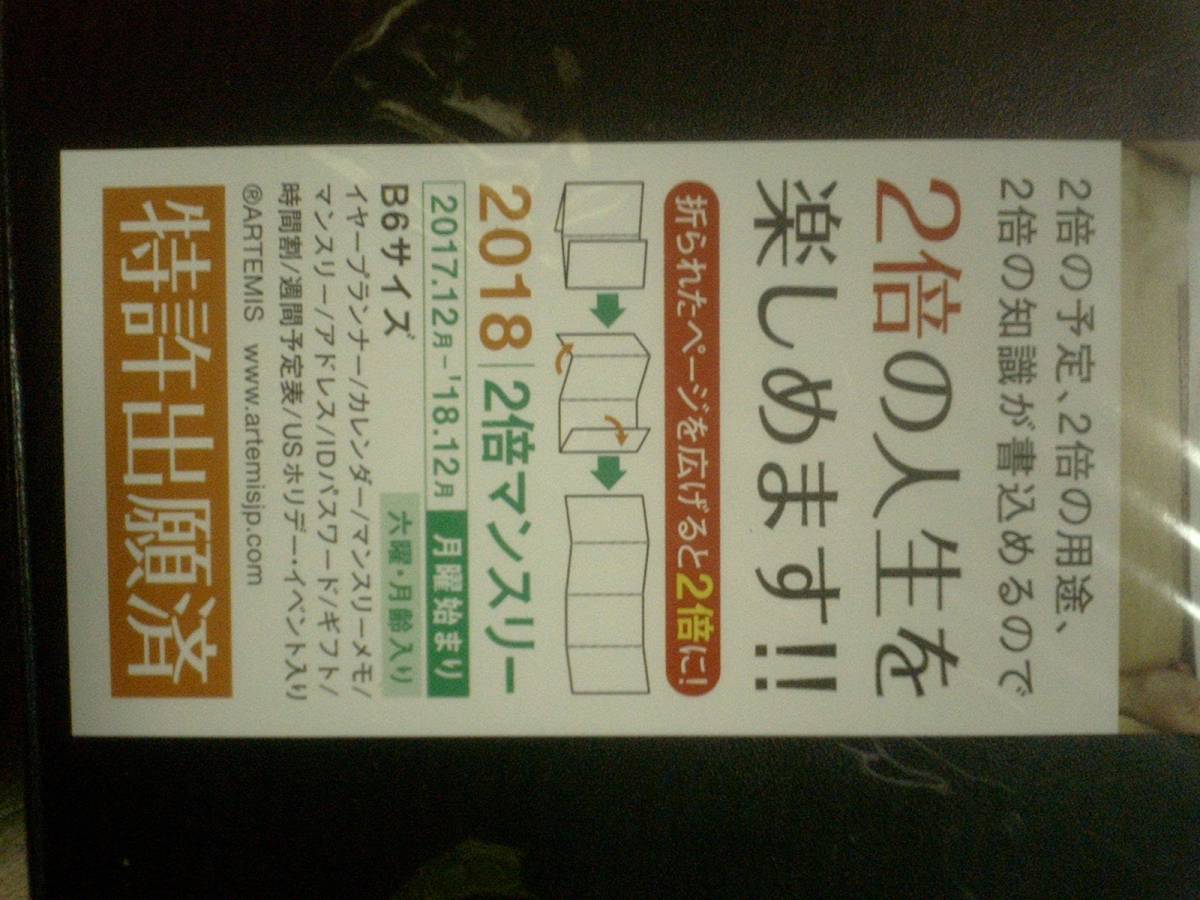 2倍の予定、2倍の用途、
2倍の知識が書込めるので
2倍の人生を
楽しめます!!
折られたページを広げると2倍に!
2018 2倍マンスリー
2017.12月-'18.12月 月曜始まり
B6サイズ 六曜・月齢入り
イヤープランナー/カレンダー/マンスリーメモ/
マンスリー/アドレス/IDパスワード/ギフト/
時間割/週間予定表/USホリデー・イベント入り
®ARTEMIS www.artemisjp.com
特許出願済